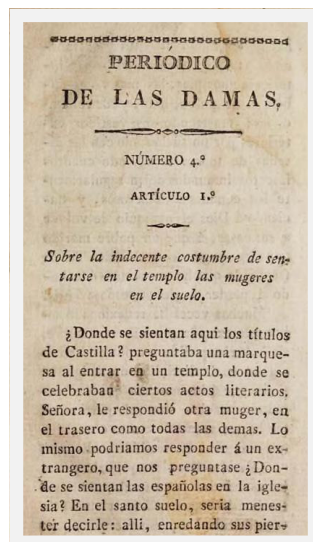 PERIÓDICO
DE LAS DAMAS.
NÚMERO 4.º
ARTÍCULO 1.º
Sobre la indecente costumbre de sen-
tarse en el templo las mugeres
en el suelo.
¿Donde se sientan aqui los títulos
de Castilla? preguntaba una marque-
sa al entrar en un templo, donde se
celebraban ciertos actos literarios.
Señora, le respondió otra muger, en
el trasero como todas las demas. Lo
mismo podriamos responder á un ex-
trangero, que nos preguntase ¿Don-
de se sientan las españolas en la igle-
sia? En el santo suelo, seria menes-
ter decirle: alli, enredando sus pier-